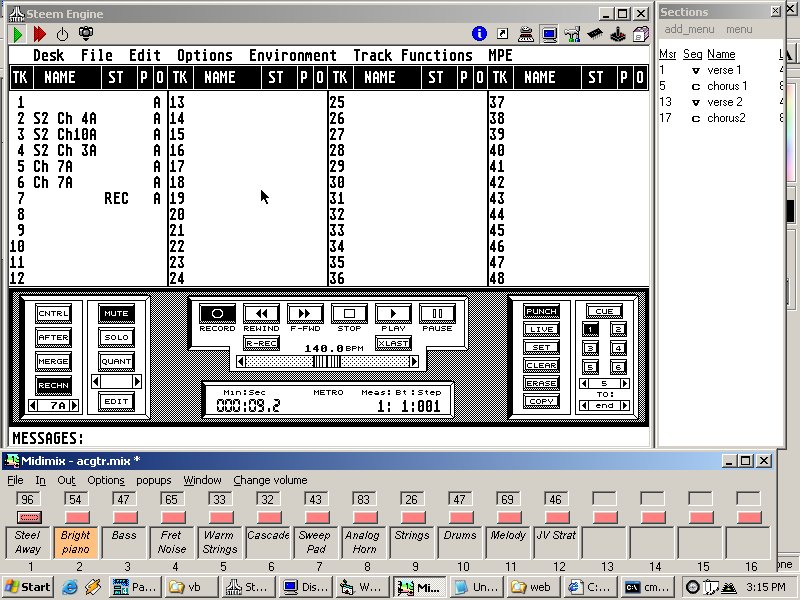 Steem Engine
Desk File Edit Options Environment Track Functions MPE
TK NAME ST P O TK NAME ST P O TK NAME ST P O TK NAME ST P O
1 A 13 25 37
2 S2 Ch 4A A 14 26 38
3 S2 Ch10A A 15 27 39
4 S2 Ch 3A A 16 28 40
5 Ch 7A A 17 29 41
6 Ch 7A A 18 30 42
7 REC A 19 31 43
8 20 32 44
9 21 33 45
10 22 34 46
11 23 35 47
12 24 36 48
CNTRL MUTE
AFTER SOLO
MERGE QUANT
RECHN
7A EDIT
RECORD REWIND F-FWD STOP PLAY PAUSE
R-REC 140.0 BPM XLAST
Min:Sec METRO Meas: Bt :Step
000:09.2 1: 1:001
PUNCH CUE
LIVE 1 2
SET 3 4
CLEAR 5 6
ERASE 5
TO:
COPY end
MESSAGES:
Sections
add_menu menu
Msr Seq Name L
1 v verse 1 4
5 c chorus 1 8
13 v verse 2 4
17 c chorus2 8
Midimix - acgtr.mix *
File In Out Options popups Window Change volume
96 54 47 65 33 32 43 83 26 47 69 46
Steel Away Bright piano Bass Fret Noise Warm Strings Cascade Sweep Pad Analog Horn Strings Drums Melody JV Strat
1 2 3 4 5 6 7 8 9 10 11 12 13 14 15 16
one
Start Pa... vb St... Dis... W... Mi... Un... web C:... cm... 3:15 PM